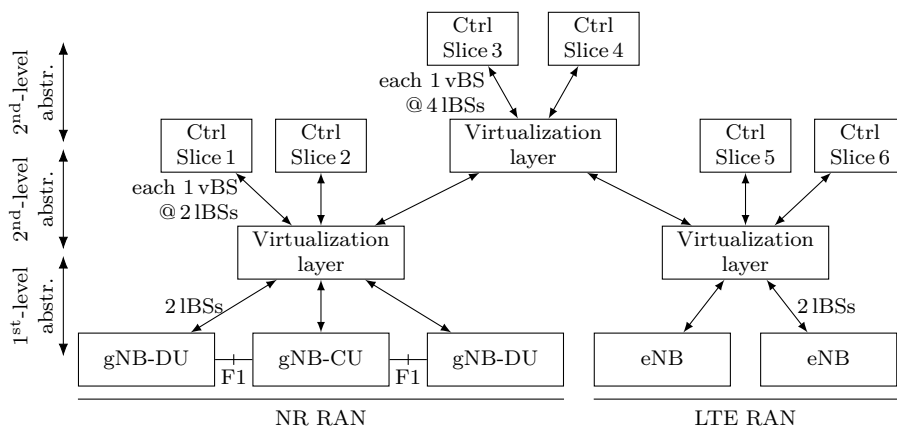 Ctrl
Slice 3
Ctrl
Slice 4
2nd-level
abstr.
each 1 vBS
@ 4 lBSs
Virtualization
layer
Ctrl
Slice 1
Ctrl
Slice 2
Ctrl
Slice 5
Ctrl
Slice 6
2nd-level
abstr.
each 1 vBS
@ 2 lBSs
Virtualization
layer
Virtualization
layer
1st-level
abstr.
2 lBSs
2 lBSs
gNB-DU
F1
gNB-CU
F1
gNB-DU
eNB
eNB
NR RAN
LTE RAN